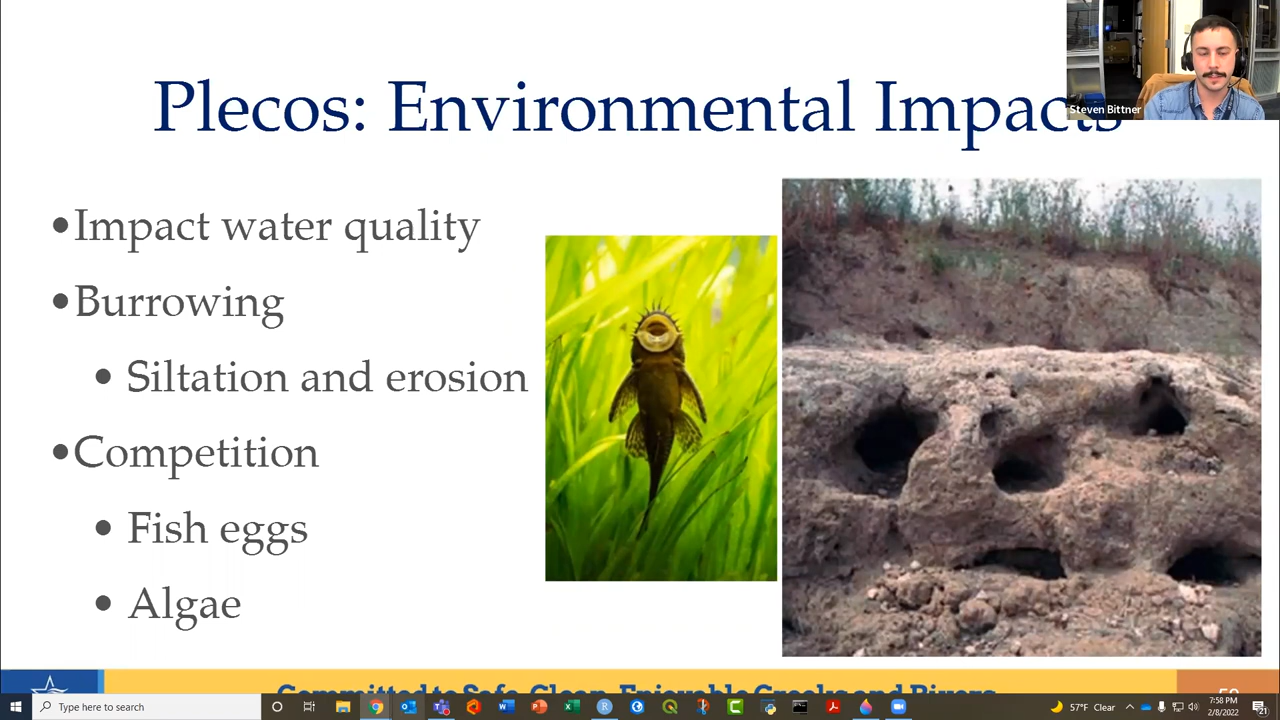 Plecos: Environmental Impacts
Steven Bittner
•Impact water quality
•Burrowing
• Siltation and erosion
•Competition
• Fish eggs
• Algae
Committed to Safe, Clean, Enjoyable Creeks and Rivers
Type here to search
57°F Clear
7:58 PM
2/8/2022
21